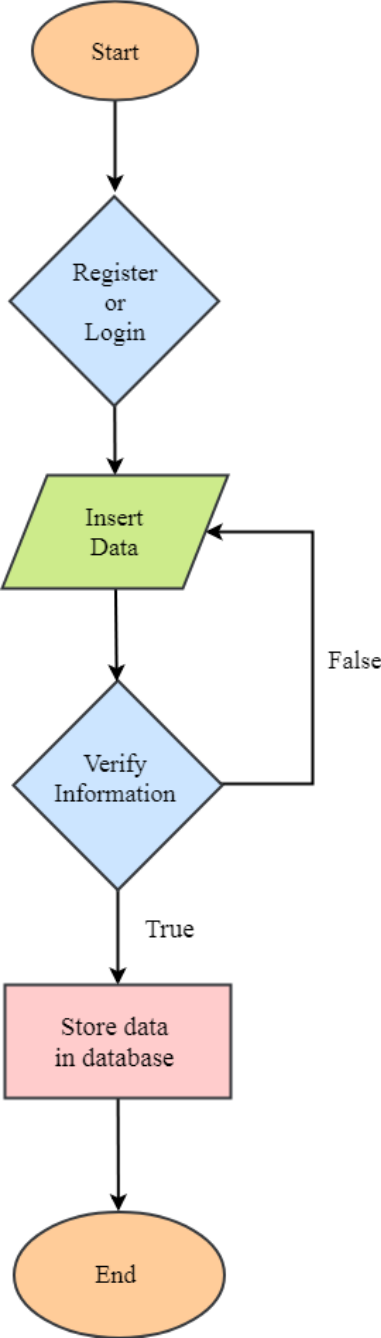 Start
Register
or
Login
Insert
Data
False
Verify
Information
True
Store data
in database
End